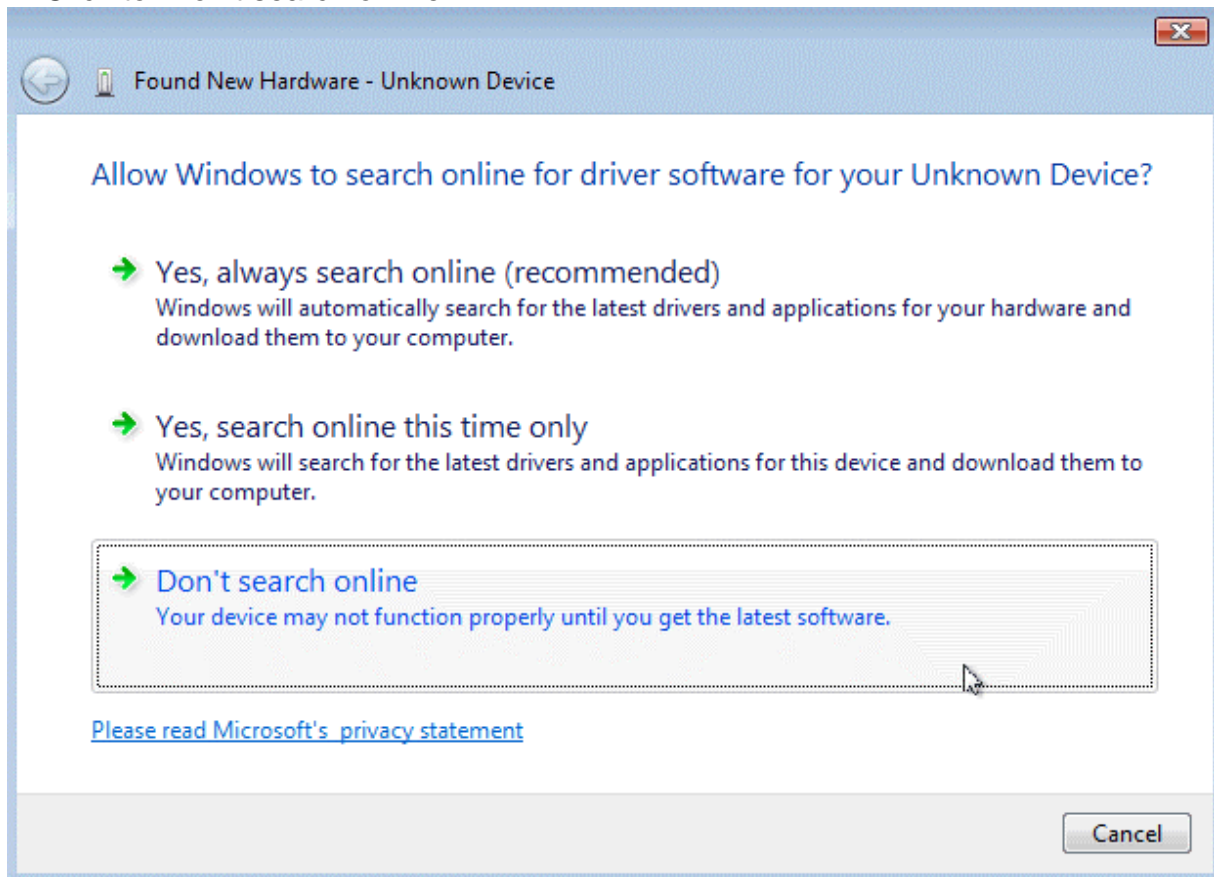 Found New Hardware - Unknown Device
Allow Windows to search online for driver software for your Unknown Device?
Yes, always search online (recommended)
Windows will automatically search for the latest drivers and applications for your hardware and
download them to your computer.
Yes, search online this time only
Windows will search for the latest drivers and applications for this device and download them to
your computer.
Don't search online
Your device may not function properly until you get the latest software.
Please read Microsoft's privacy statement
Cancel